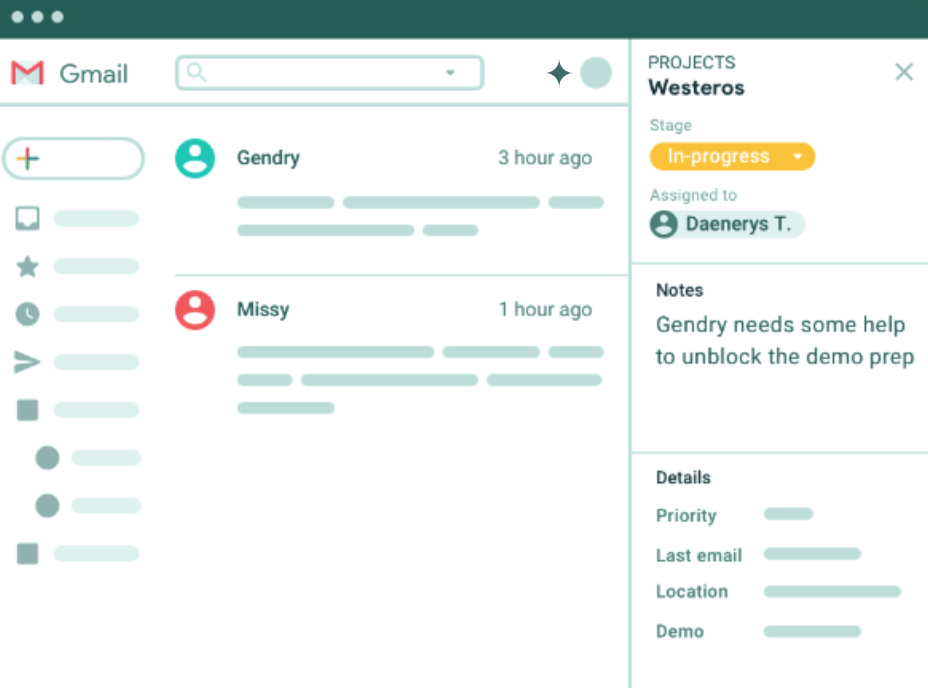 Gmail
Gendry
3 hour ago
Missy
1 hour ago
PROJECTS
Westeros
Stage
In-progress
Assigned to
Daenerys T.
Notes
Gendry needs some help
to unblock the demo prep
Details
Priority
Last email
Location
Demo